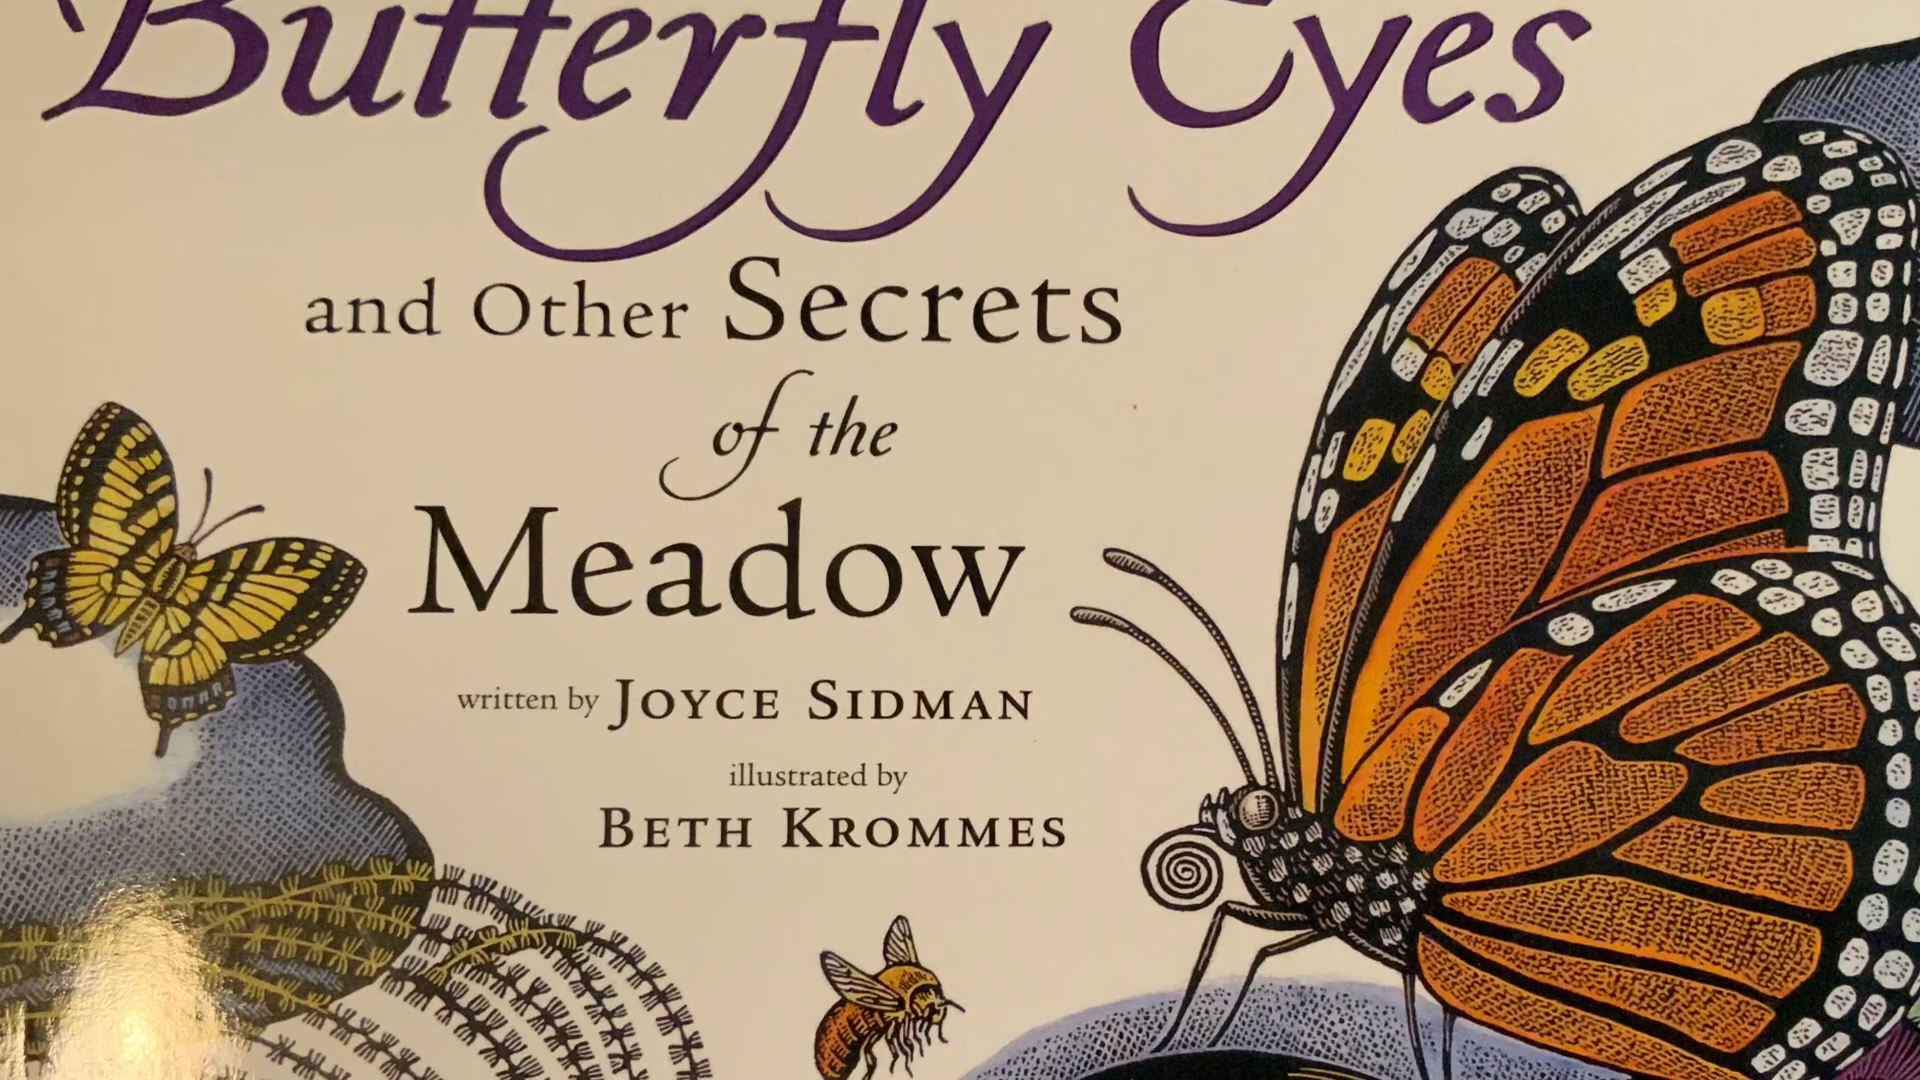 Butterfly Eyes
and Other Secrets
of the
Meadow
written by JOYCE SIDMAN
illustrated by
BETH KROMMES